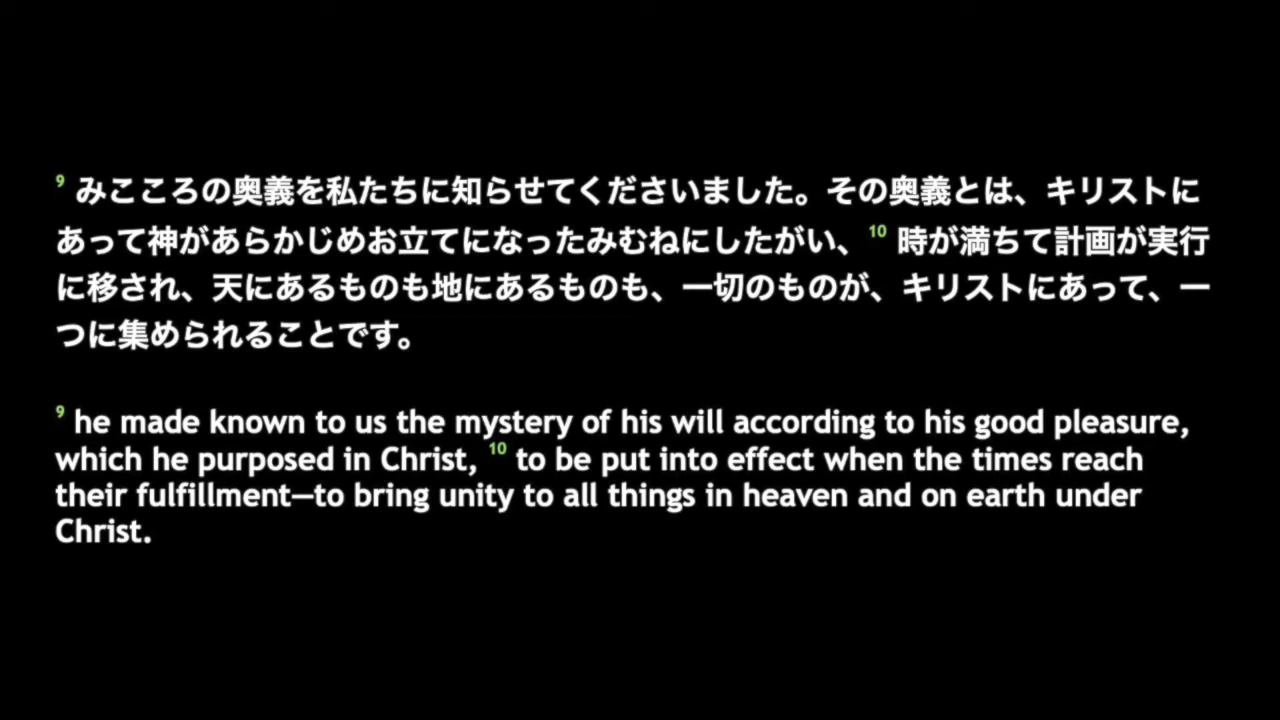 9 みこころの奥義を私たちに知らせてくださいました。その奥義とは、キリストに
あって神があらかじめお立てになったみむねにしたがい、10 時が満ちて計画が実行
に移され、天にあるものも地にあるものも、一切のものが、キリストにあって、一
つに集められることです。
9 he made known to us the mystery of his will according to his good pleasure,
which he purposed in Christ, 10 to be put into effect when the times reach
their fulfillment—to bring unity to all things in heaven and on earth under
Christ.